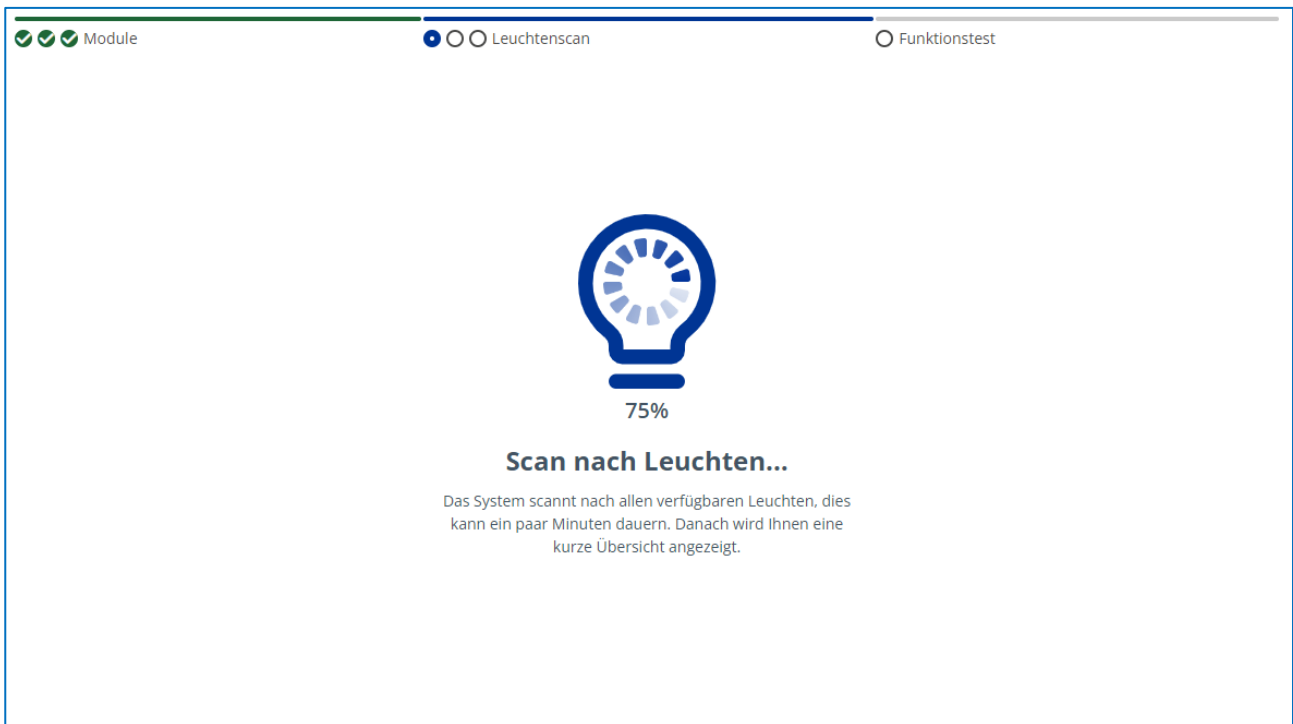 Module
Leuchtenscan
Funktionstest
75%
Scan nach Leuchten...
Das System scannt nach allen verfügbaren Leuchten, dies
kann ein paar Minuten dauern. Danach wird Ihnen eine
kurze Übersicht angezeigt.